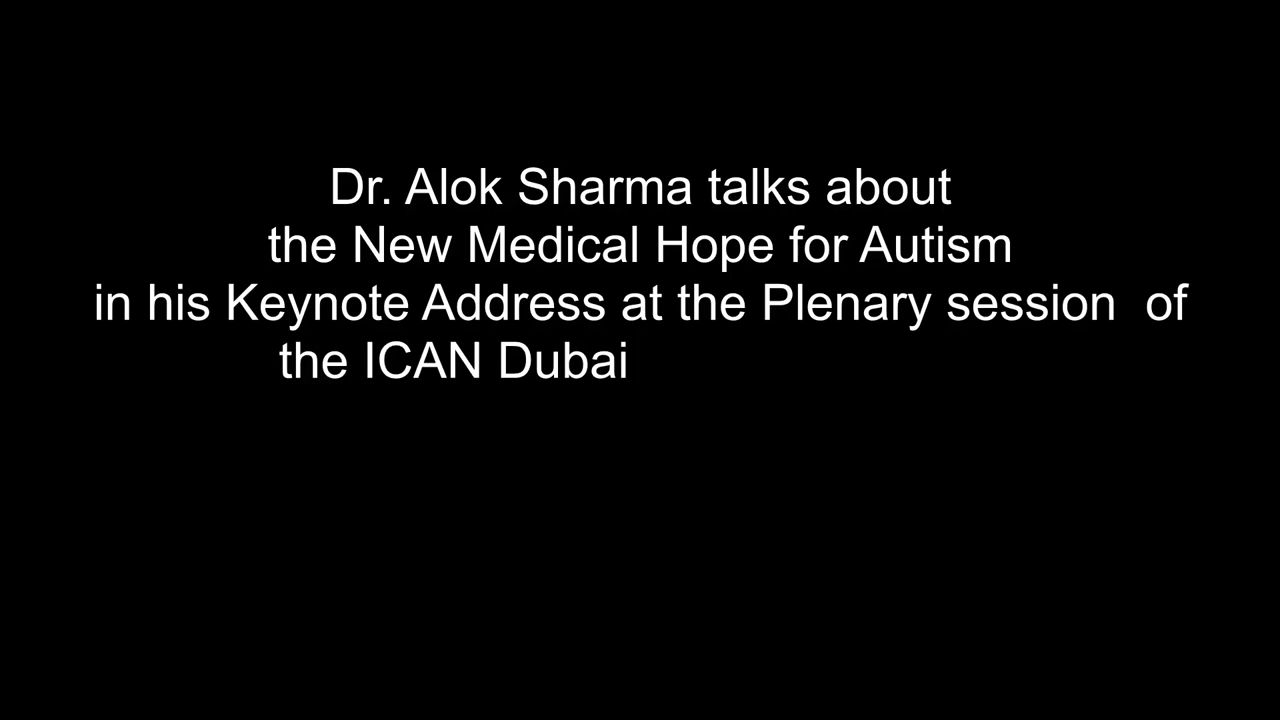 Dr. Alok Sharma talks about
the New Medical Hope for Autism
in his Keynote Address at the Plenary session  of
the ICAN Dubai